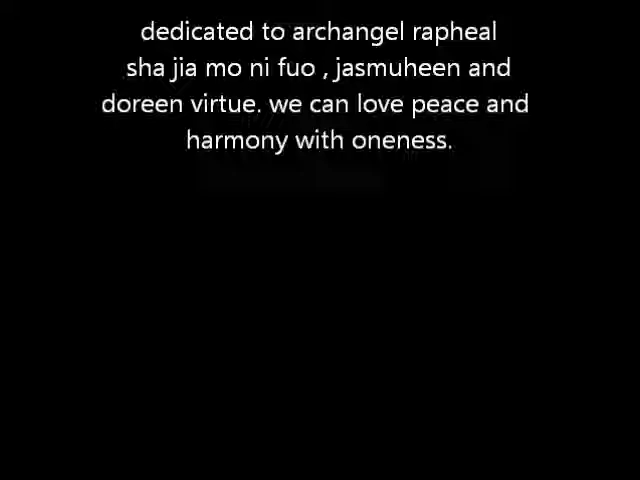 dedicated to archangel rapheal
sha jia mo ni fuo , jasmuheen and
doreen virtue. we can love peace and
harmony with oneness.